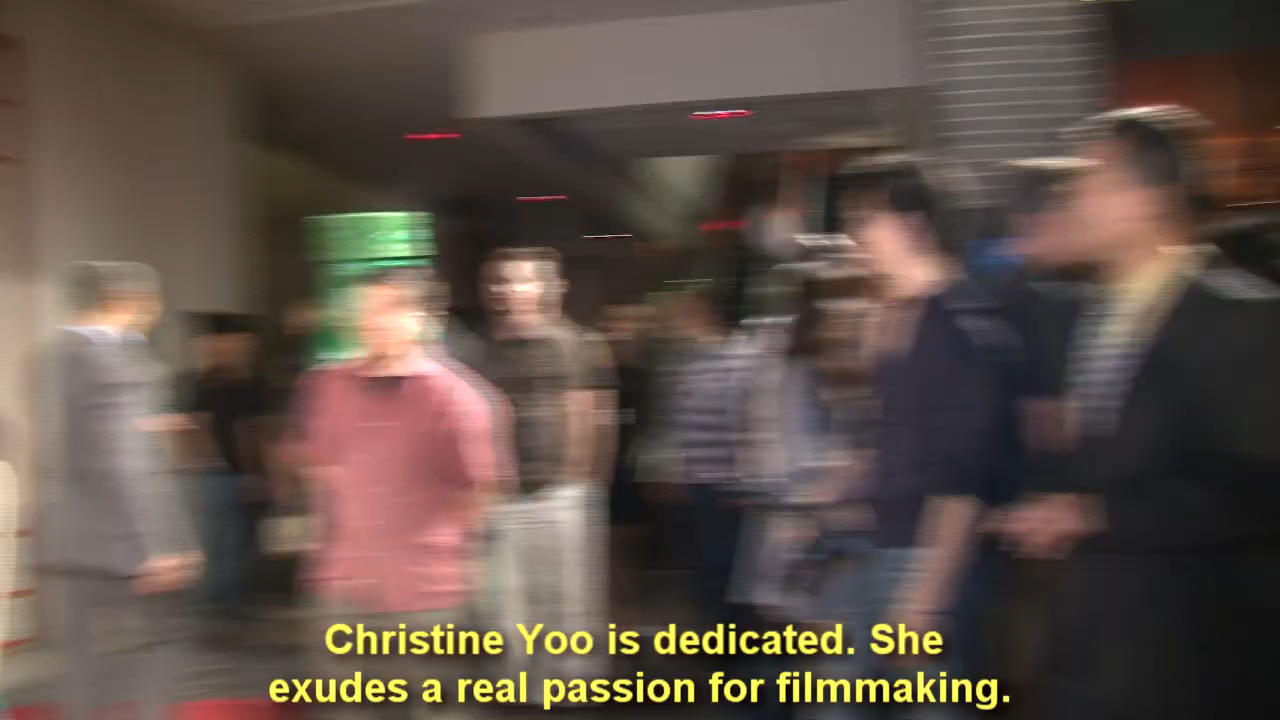 Christine Yoo is dedicated. She
exudes a real passion for filmmaking.